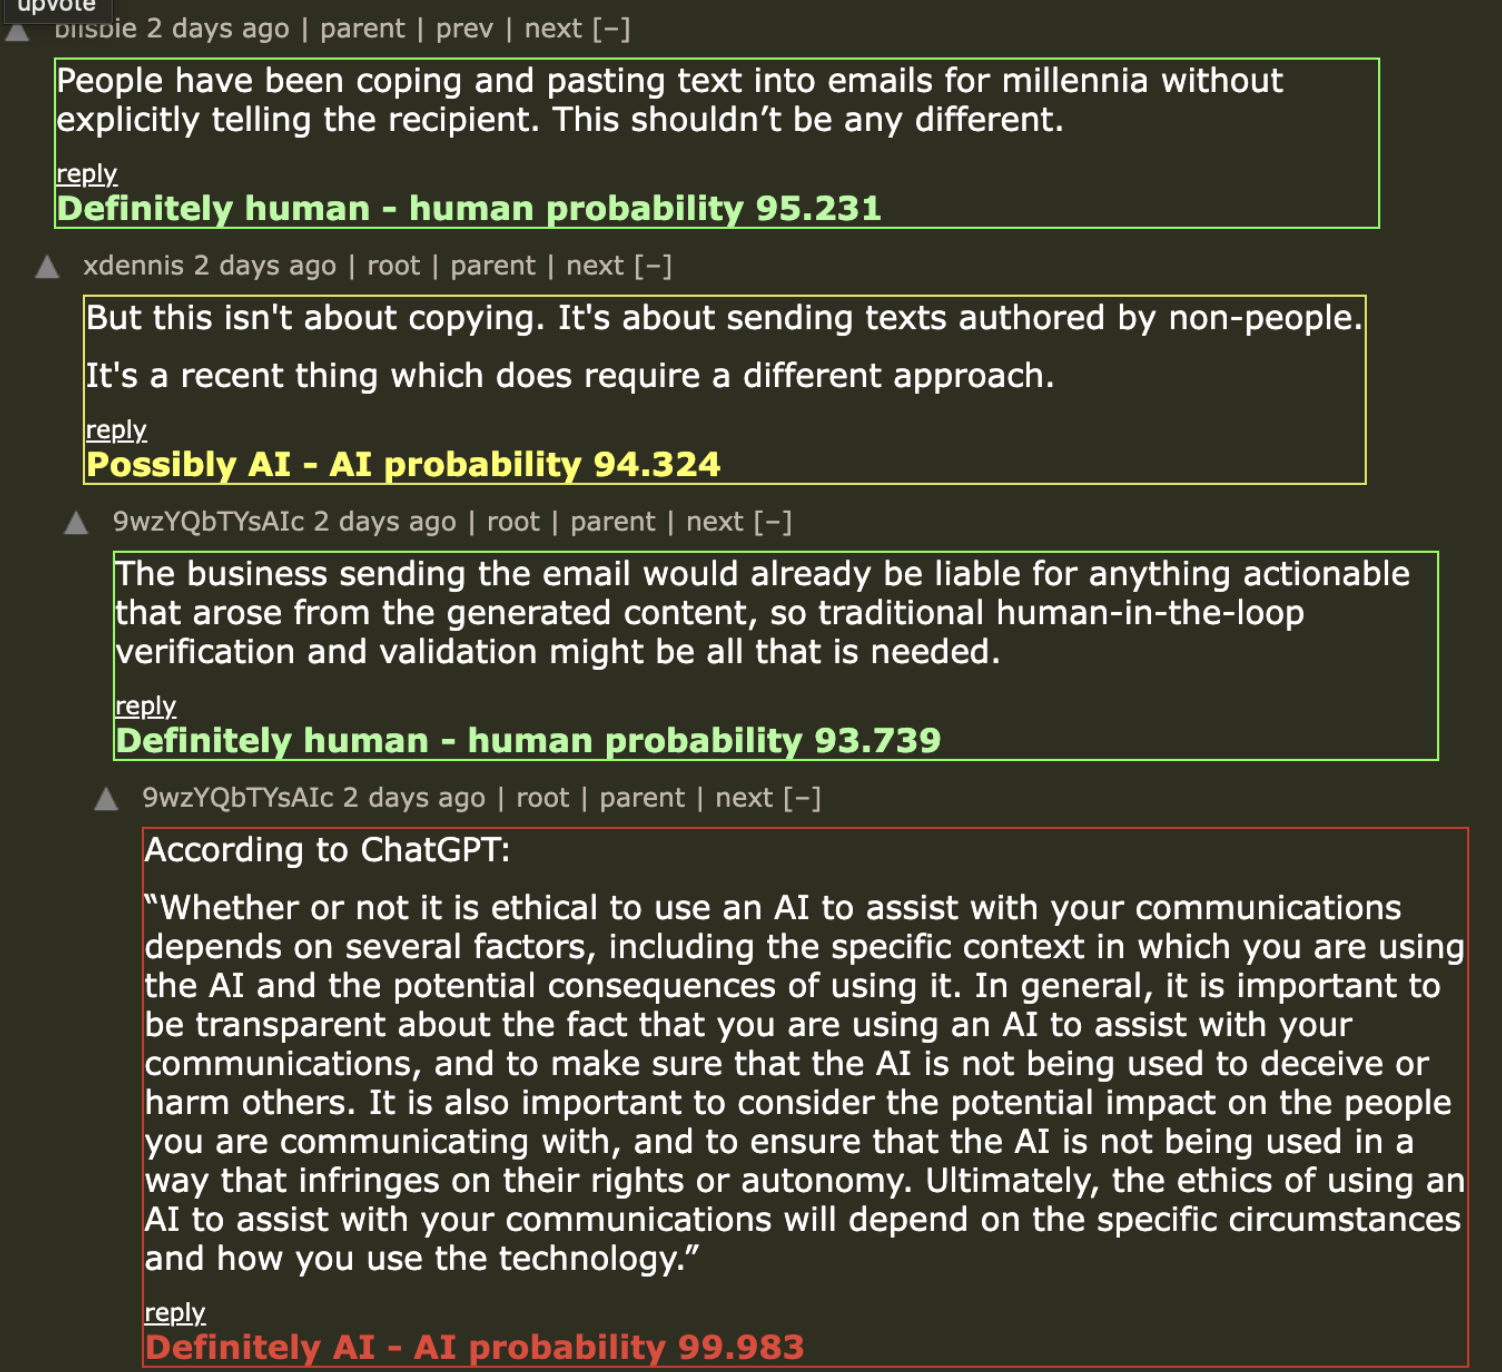 upvote
blisbie 2 days ago | parent | prev | next [–]
People have been coping and pasting text into emails for millennia without
explicitly telling the recipient. This shouldn’t be any different.
reply
Definitely human - human probability 95.231
xdennis 2 days ago | root | parent | next [–]
But this isn't about copying. It's about sending texts authored by non-people.
It's a recent thing which does require a different approach.
reply
Possibly AI - AI probability 94.324
9wzYQbTYsAIc 2 days ago | root | parent | next [–]
The business sending the email would already be liable for anything actionable
that arose from the generated content, so traditional human-in-the-loop
verification and validation might be all that is needed.
reply
Definitely human - human probability 93.739
9wzYQbTYsAIc 2 days ago | root | parent | next [–]
According to ChatGPT:
“Whether or not it is ethical to use an AI to assist with your communications
depends on several factors, including the specific context in which you are using
the AI and the potential consequences of using it. In general, it is important to
be transparent about the fact that you are using an AI to assist with your
communications, and to make sure that the AI is not being used to deceive or
harm others. It is also important to consider the potential impact on the people
you are communicating with, and to ensure that the AI is not being used in a
way that infringes on their rights or autonomy. Ultimately, the ethics of using an
AI to assist with your communications will depend on the specific circumstances
and how you use the technology.”
reply
Definitely AI - AI probability 99.983